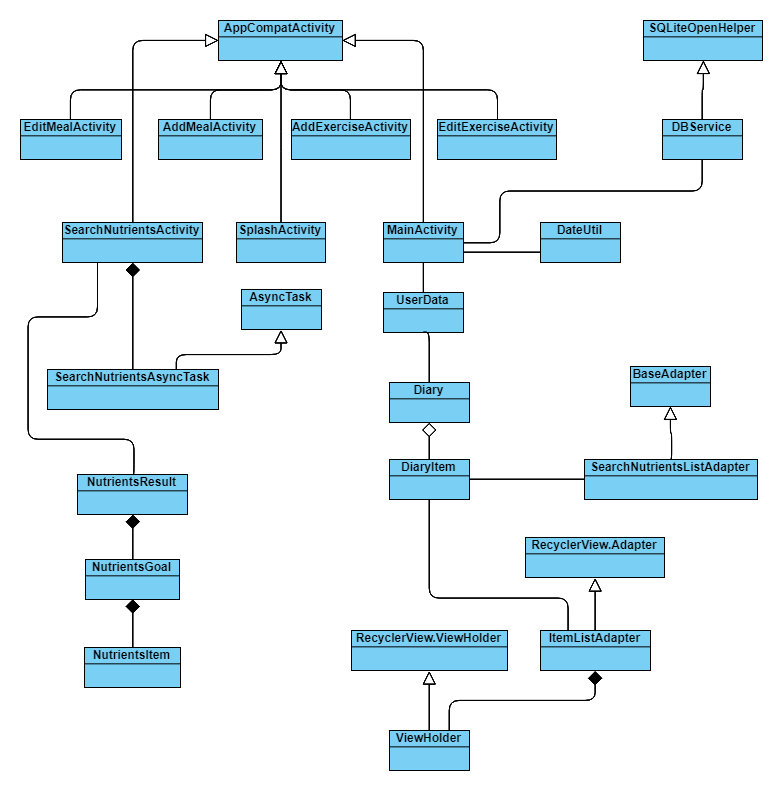 AppCompatActivity
SQLiteOpenHelper
EditMealActivity
AddMealActivity
AddExerciseActivity
EditExerciseActivity
DBService
SearchNutrientsActivity
SplashActivity
MainActivity
DateUtil
AsyncTask
UserData
SearchNutrientsAsyncTask
Diary
BaseAdapter
DiaryItem
SearchNutrientsListAdapter
NutrientsResult
RecyclerView.Adapter
NutrientsGoal
RecyclerView.ViewHolder
ItemListAdapter
NutrientsItem
ViewHolder